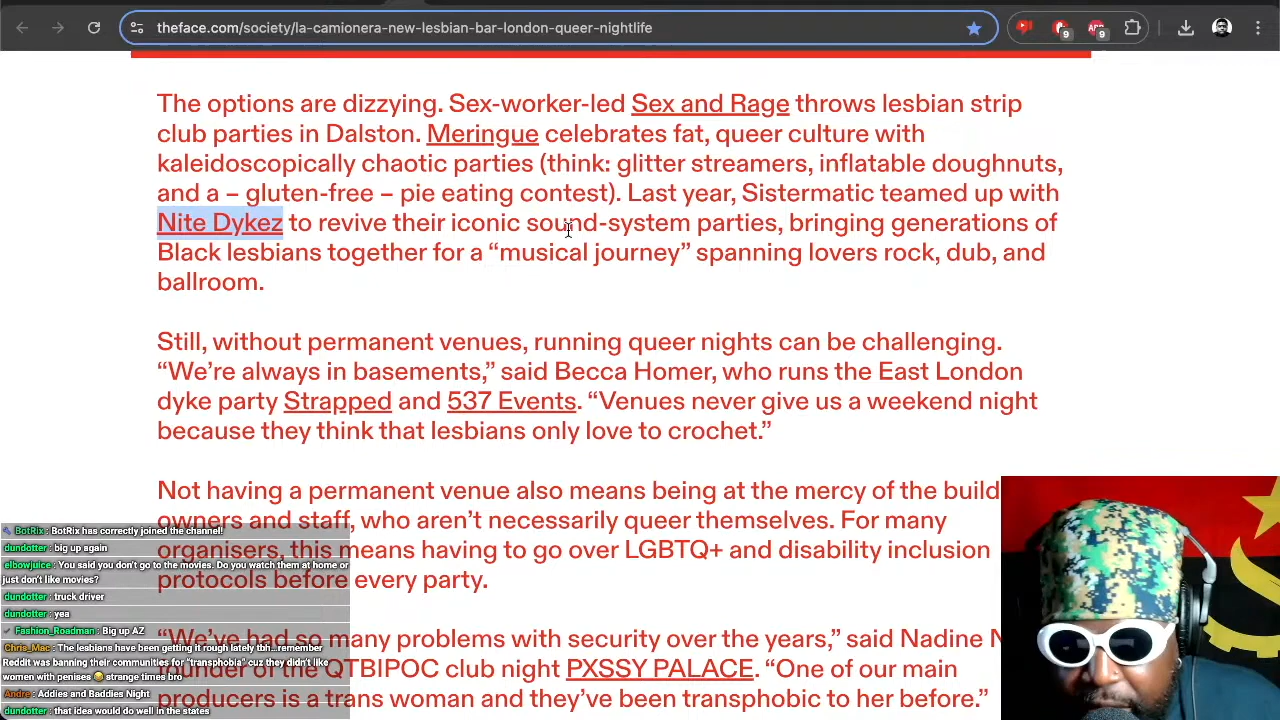 theface.com/society/la-camionera-new-lesbian-bar-london-queer-nightlife
9
ABP
9
The options are dizzying. Sex-worker-led Sex and Rage throws lesbian strip
club parties in Dalston. Meringue celebrates fat, queer culture with
kaleidoscopically chaotic parties (think: glitter streamers, inflatable doughnuts,
and a – gluten-free – pie eating contest). Last year, Sistermatic teamed up with
Nite Dykez to revive their iconic sound-system parties, bringing generations of
Black lesbians together for a “musical journey” spanning lovers rock, dub, and
ballroom.
Still, without permanent venues, running queer nights can be challenging.
“We’re always in basements,” said Becca Homer, who runs the East London
dyke party Strapped and 537 Events. “Venues never give us a weekend night
because they think that lesbians only love to crochet.”
Not having a permanent venue also means being at the mercy of the build
owners and staff, who aren’t necessarily queer themselves. For many
organisers, this means having to go over LGBTQ+ and disability inclusion
protocols before every party.
“We’ve had so many problems with security over the years,” said Nadine N
founder of the QTBIPOC club night PXSSY PALACE. “One of our main
producers is a trans woman and they’ve been transphobic to her before.”
BotRix: BotRix has correctly joined the channel!
dundotter: big up again
elbowjuice: You said you don't go to the movies. Do you watch them at home or
just don't like movies?
dundotter: truck driver
dundotter: yea
Fashion_Roadman: Big up AZ
Chris_Mac: The lesbians have been getting it rough lately tbh...remember
Reddit was banning their communities for "transphobia" cuz they didn't like
women with penises strange times bro
Andre: Addies and Baddies Night
dundotter: that idea would do well in the states